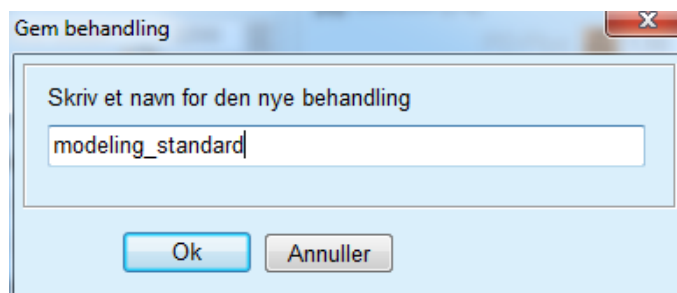 Gem behandling
Skriv et navn for den nye behandling
modeling_standard
Ok
Annuller